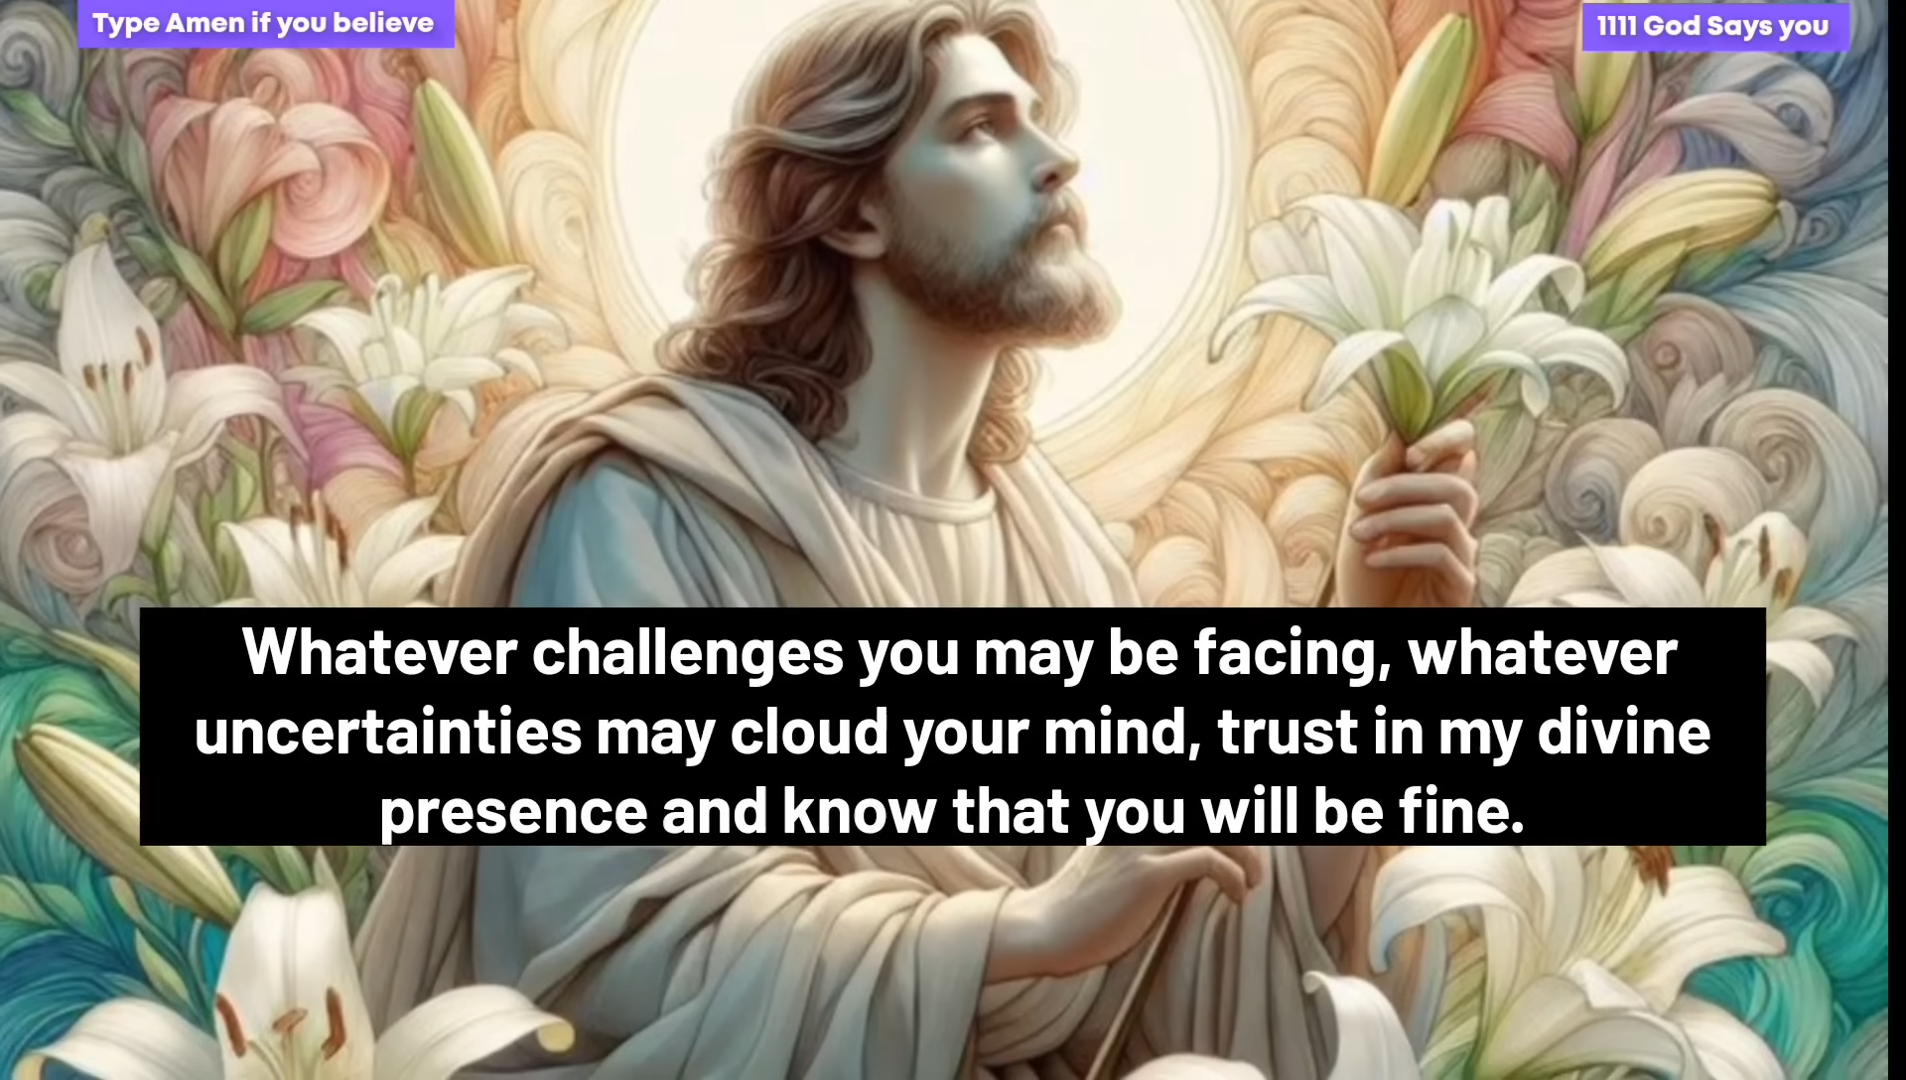 Type Amen if you believe
1111 God Says you
Whatever challenges you may be facing, whatever
uncertainties may cloud your mind, trust in my divine
presence and know that you will be fine.